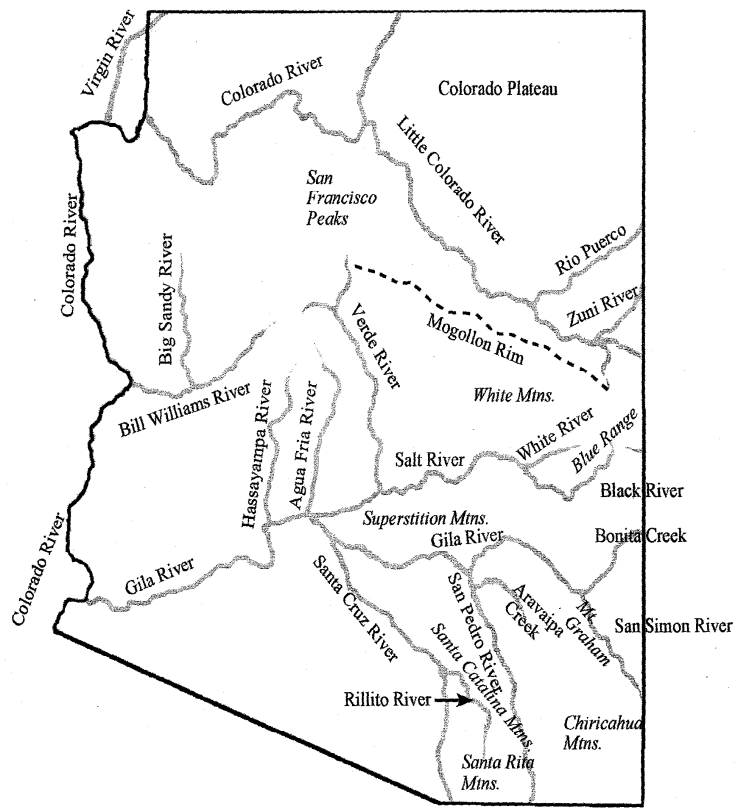 Virgin River
Colorado River
Colorado Plateau
Little Colorado River
San
Francisco
Peaks
Colorado River
Big Sandy River
Rio Puerco
Zuni River
Mogollon Rim
Verde River
Bill Williams River
White Mtns.
Hassayampa River
Agua Fria River
Salt River
White River
Blue Range
Black River
Superstition Mtns.
Gila River
Bonita Creek
Colorado River
Gila River
Santa Cruz River
San Pedro River
Aravaipa
Creek
Mt.
Graham
San Simon River
Santa Catalina Mtns.
Rillito River
Chiricahua
Mtns.
Santa Rita
Mtns.